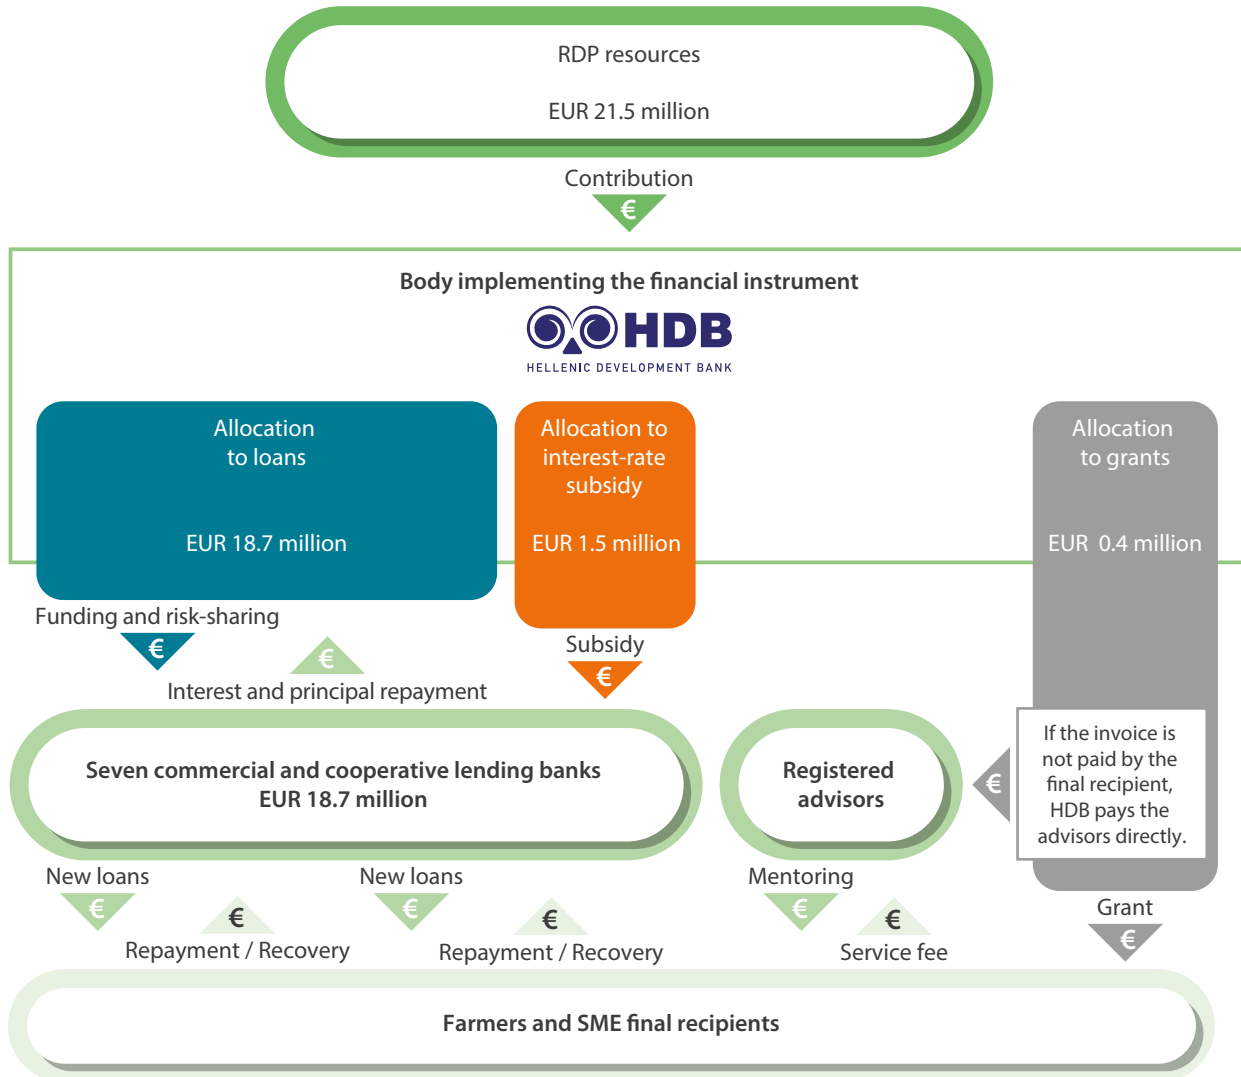 RDP resources
EUR 21.5 million
Contribution
€
Body implementing the financial instrument
HDB
HELLENIC DEVELOPMENT BANK
Allocation
to loans
EUR 18.7 million
Allocation to
interest-rate
subsidy
EUR 1.5 million
Allocation
to grants
EUR 0.4 million
Funding and risk-sharing
€
€
Interest and principal repayment
Subsidy
€
Seven commercial and cooperative lending banks
EUR 18.7 million
Registered
advisors
€
If the invoice is
not paid by the
final recipient,
HDB pays the
advisors directly.
New loans
€
€
Repayment / Recovery
New loans
€
€
Repayment / Recovery
Mentoring
€
€
Service fee
Grant
€
Farmers and SME final recipients